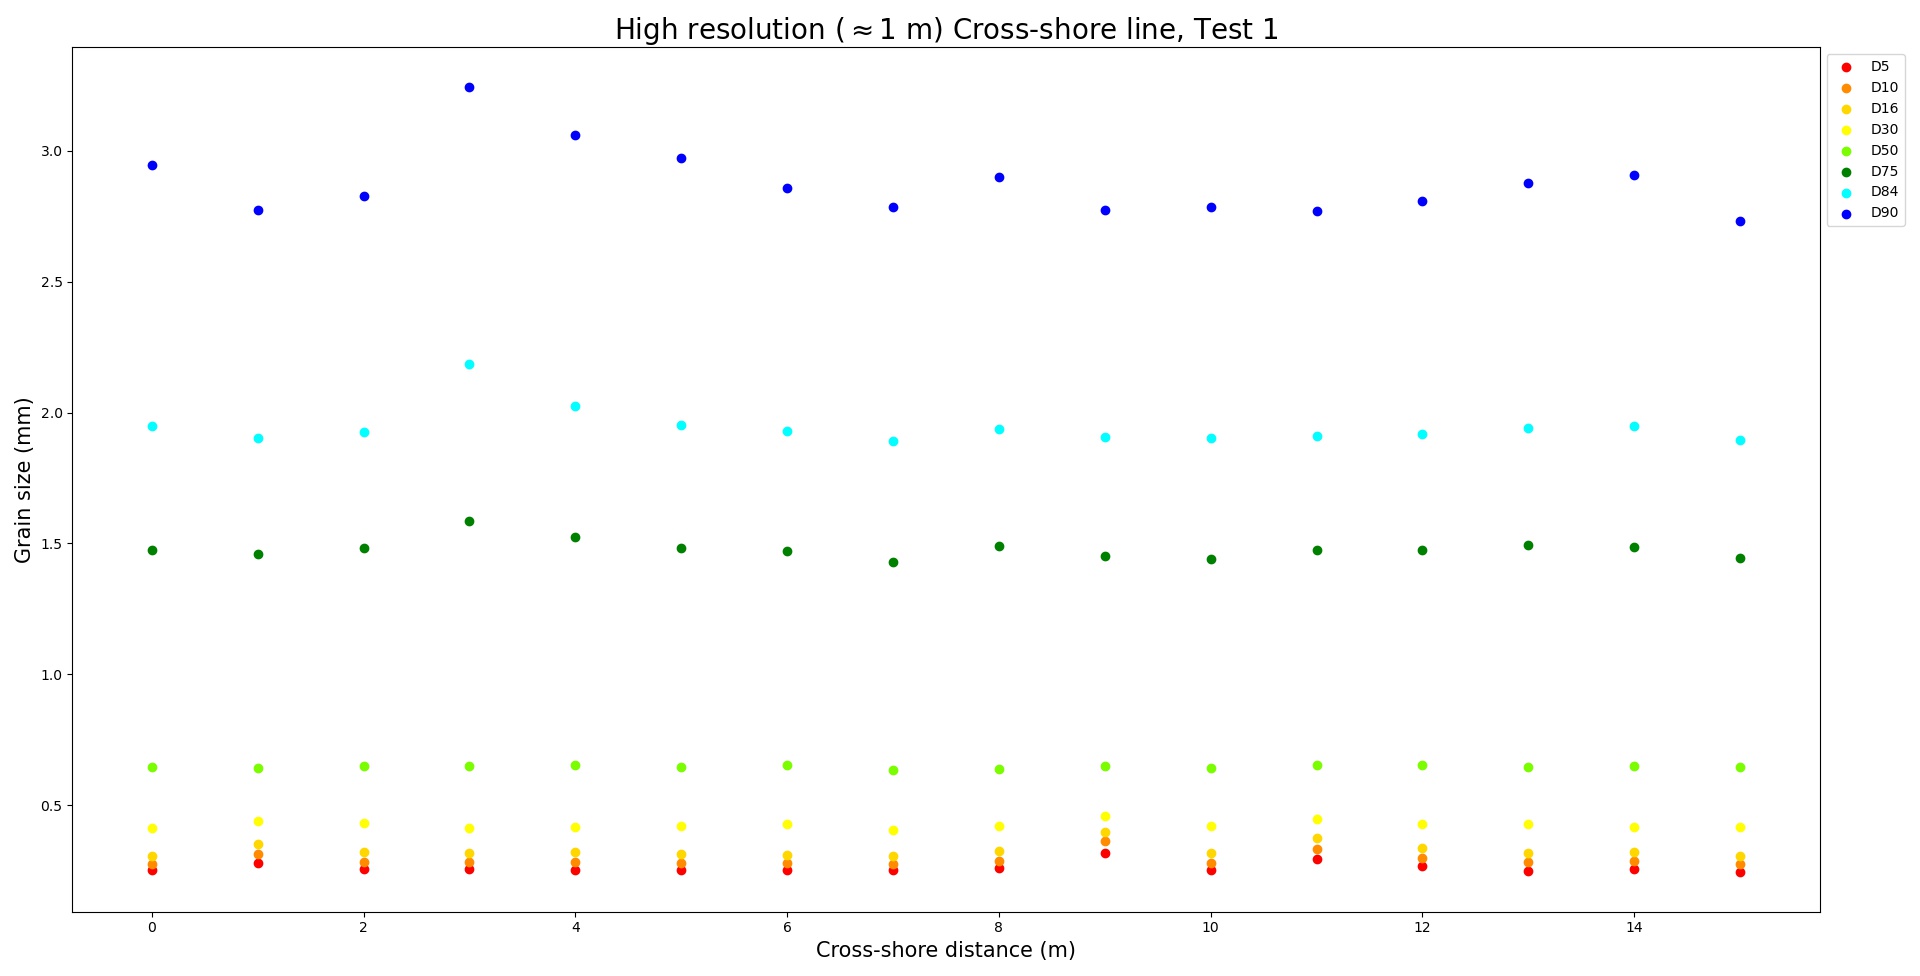 High resolution (≈1 m) Cross-shore line, Test 1
D5
D10
D16
D30
D50
D75
D84
D90
3.0
2.5
2.0
1.5
1.0
0.5
Grain size (mm)
0 2 4 6 8 10 12 14
Cross-shore distance (m)